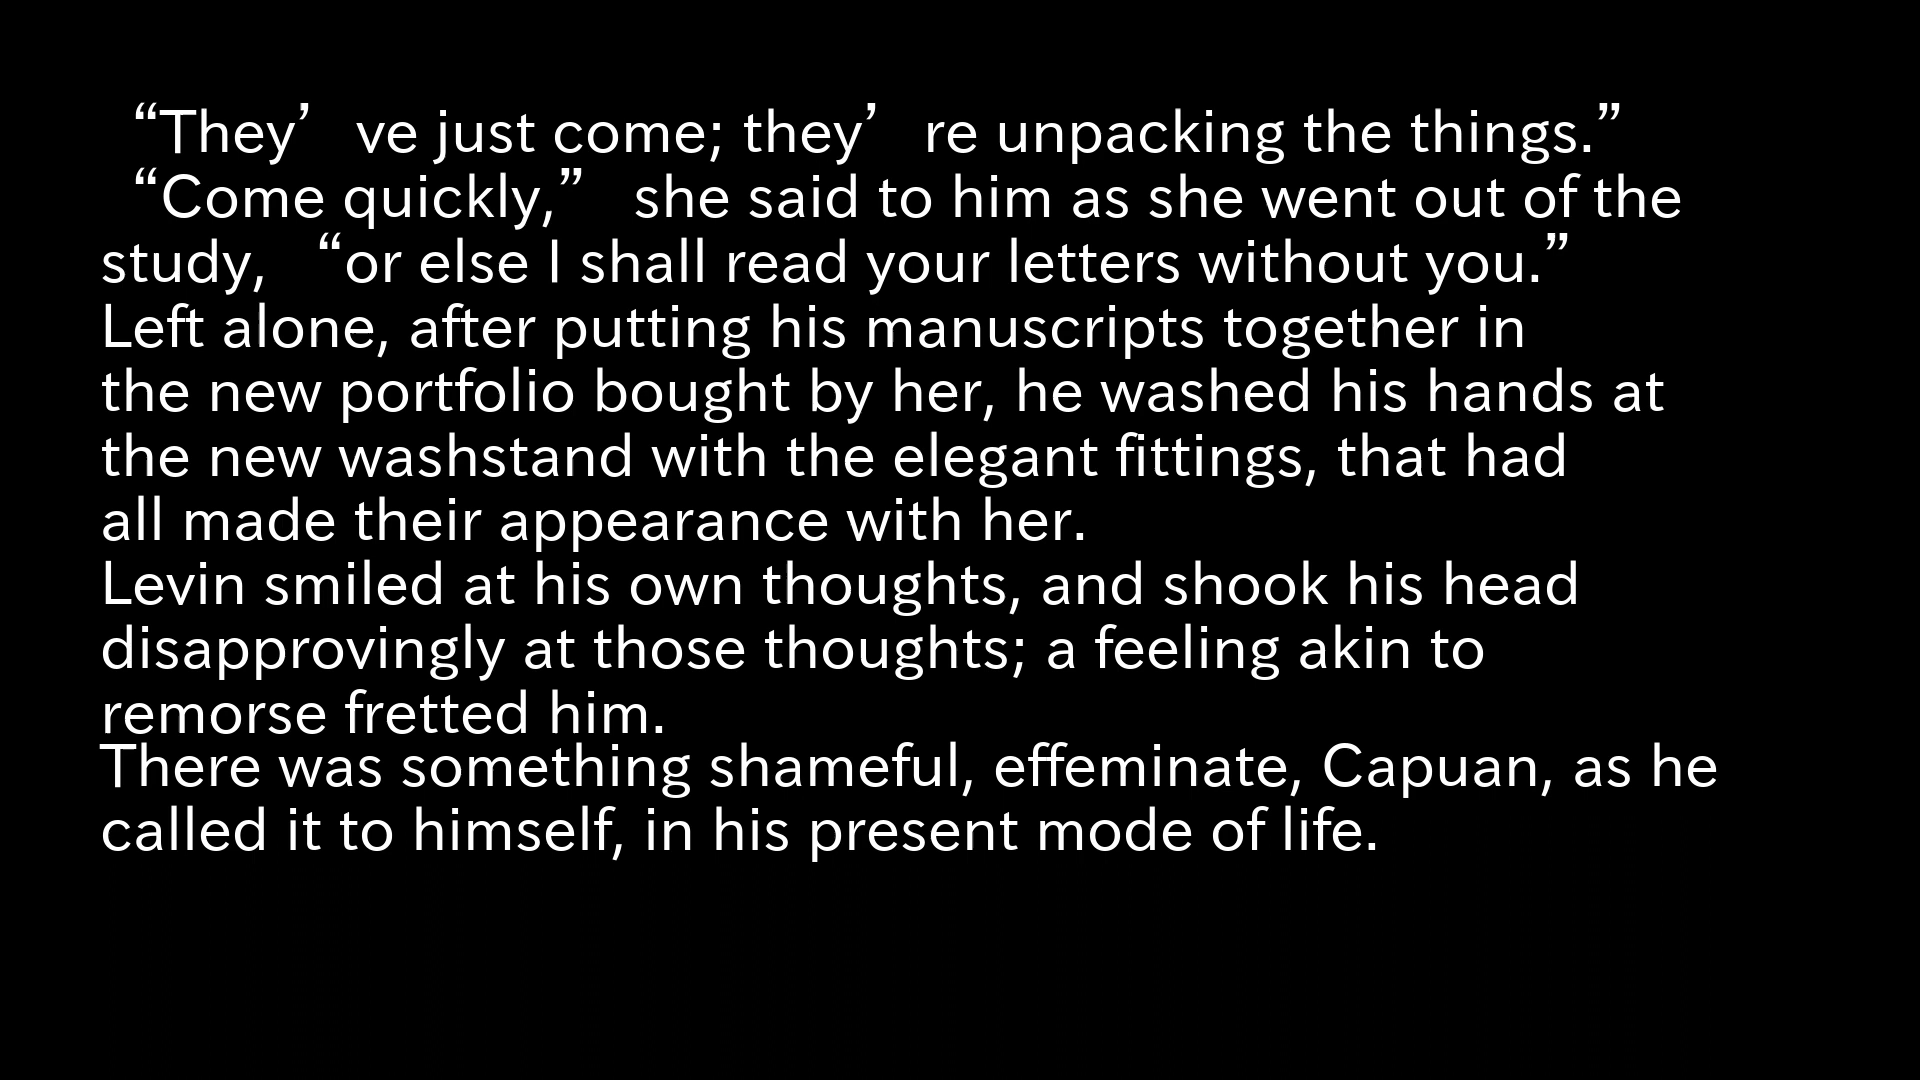 “They’ve just come; they’re unpacking the things.”
“Come quickly,” she said to him as she went out of the
study, “or else I shall read your letters without you.”
Left alone, after putting his manuscripts together in
the new portfolio bought by her, he washed his hands at
the new washstand with the elegant fittings, that had
all made their appearance with her.
Levin smiled at his own thoughts, and shook his head
disapprovingly at those thoughts; a feeling akin to
remorse fretted him.
There was something shameful, effeminate, Capuan, as he
called it to himself, in his present mode of life.